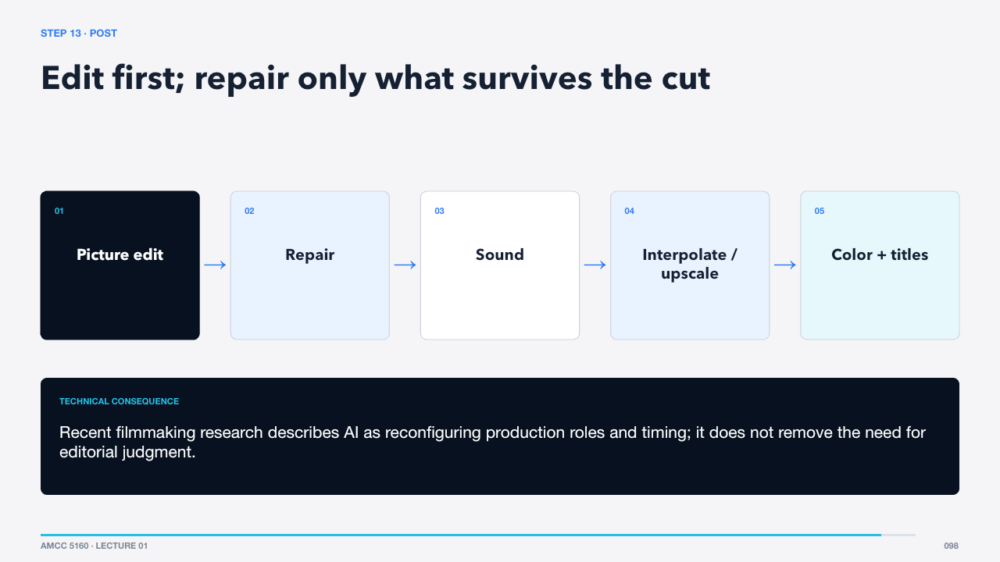 STEP 13 · POST
Edit first; repair only what survives the cut
01
Picture edit
→
02
Repair
→
03
Sound
→
04
Interpolate /
upscale
→
05
Color + titles
TECHNICAL CONSEQUENCE
Recent filmmaking research describes AI as reconfiguring production roles and timing; it does not remove the need for
editorial judgment.
AMCC 5160 · LECTURE 01
098